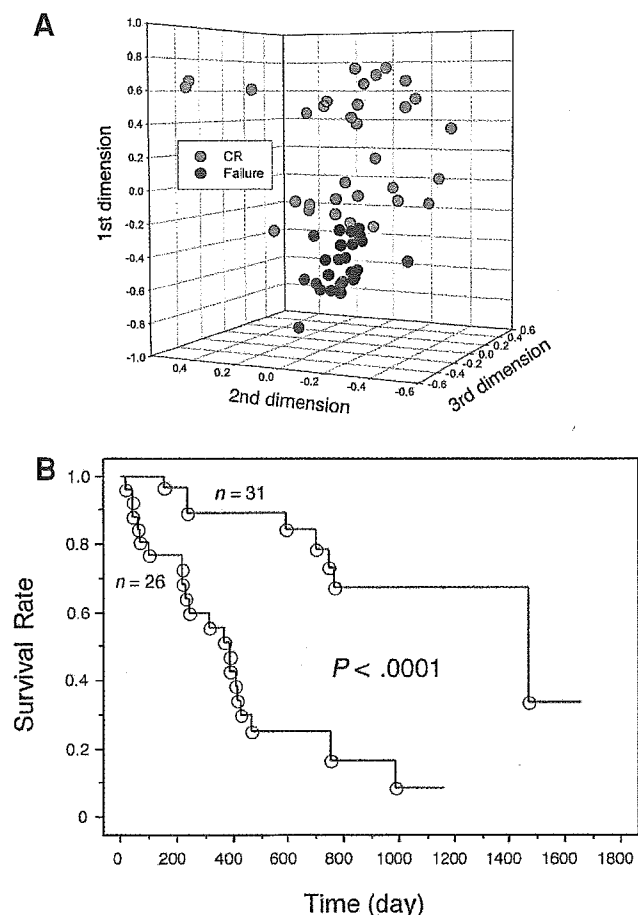 A
1.0
0.8
0.6
0.4
0.2
0.0
-0.2
-0.4
-0.6
-0.8
-1.0
1st dimension
CR
Failure
0.4
0.2
0.0
-0.2
-0.4
-0.6
2nd dimension
-0.6
-0.4
-0.2
0.0
0.2
0.4
0.6
3rd dimension
B
1.0
0.8
0.6
0.4
0.2
0
Survival Rate
n = 31
n = 26
P < .0001
0 200 400 600 800 1000 1200 1400 1600 1800
Time (day)